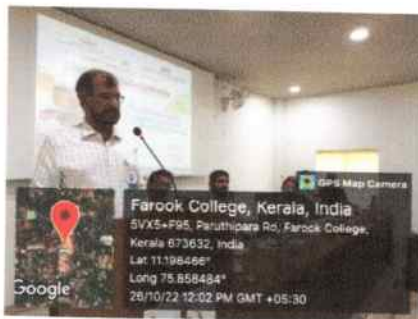 GPS Map Camera
Farook College, Kerala, India
5VX5+F95, Paruthipara Rd, Farook College,
Kerala 673632, India
Lat 11.198466°
Long 75.858484°
26/10/22 12:02 PM GMT +05:30
Google